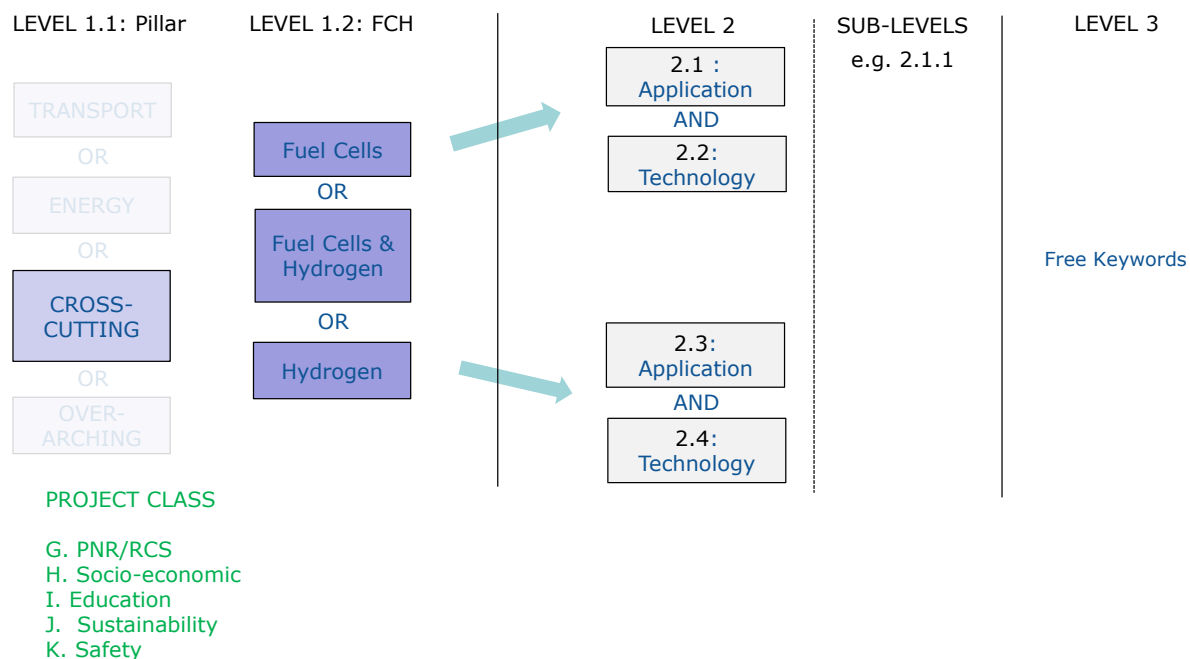 LEVEL 1.1: Pillar
TRANSPORT
OR
ENERGY
OR
CROSS-
CUTTING
OR
OVER-
ARCHING
PROJECT CLASS
G. PNR/RCS
H. Socio-economic
I. Education
J. Sustainability
K. Safety
LEVEL 1.2: FCH
Fuel Cells
OR
Fuel Cells &
Hydrogen
OR
Hydrogen
LEVEL 2
2.1 :
Application
AND
2.2:
Technology
2.3:
Application
AND
2.4:
Technology
SUB-LEVELS
e.g. 2.1.1
LEVEL 3
Free Keywords